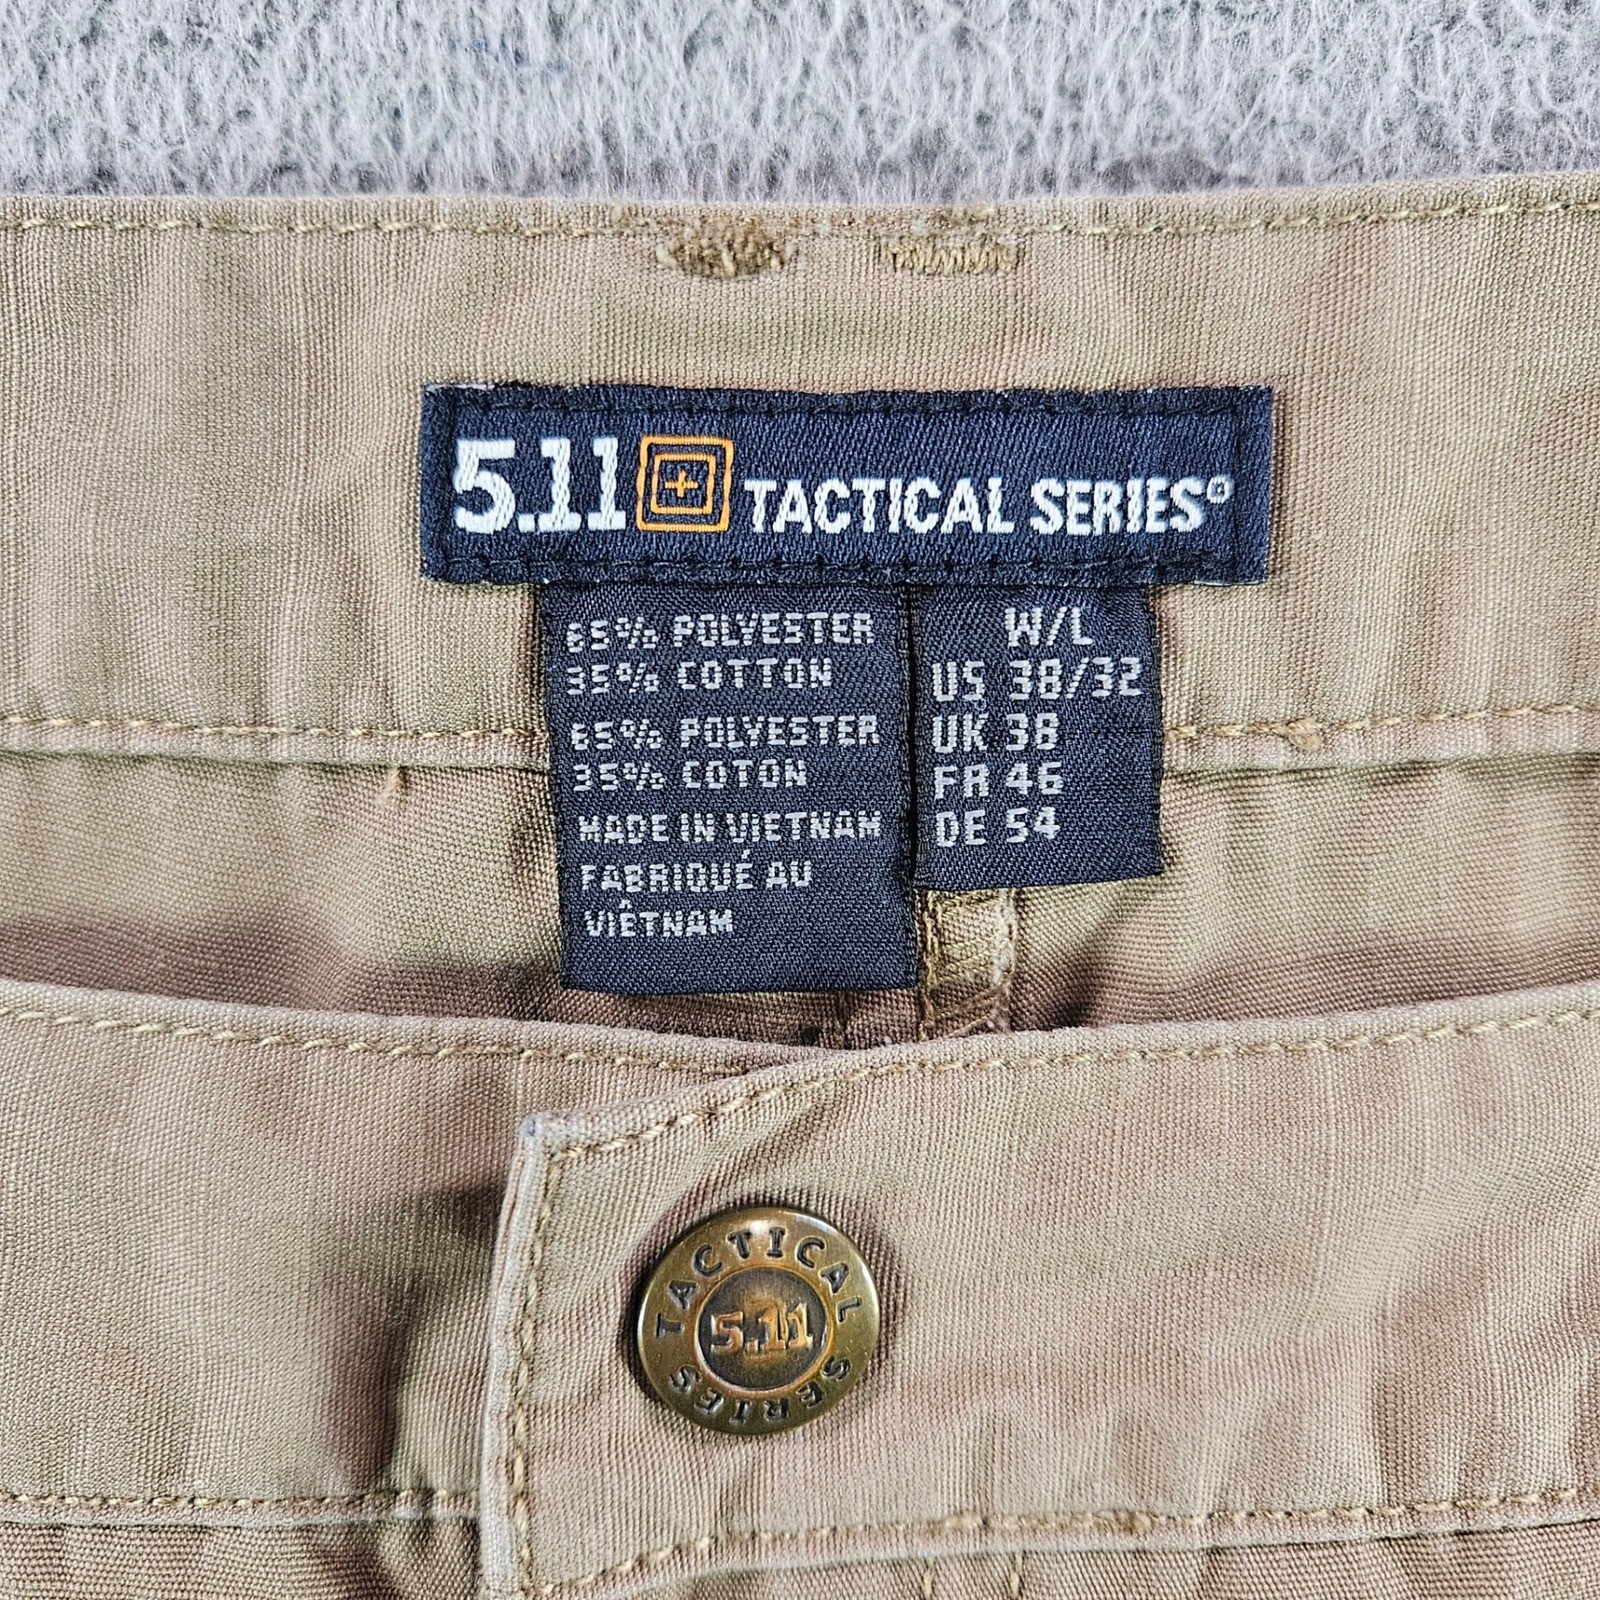 5.11 TACTICAL SERIES®
65% POLYESTER
35% COTTON
65% POLYESTER
35% COTON
MADE IN VIETNAM
FABRIQUÉ AU
VIÊTNAM
W/L
US 38/32
UK 38
FR 46
DE 54
TACTICAL
5.11
SERIES